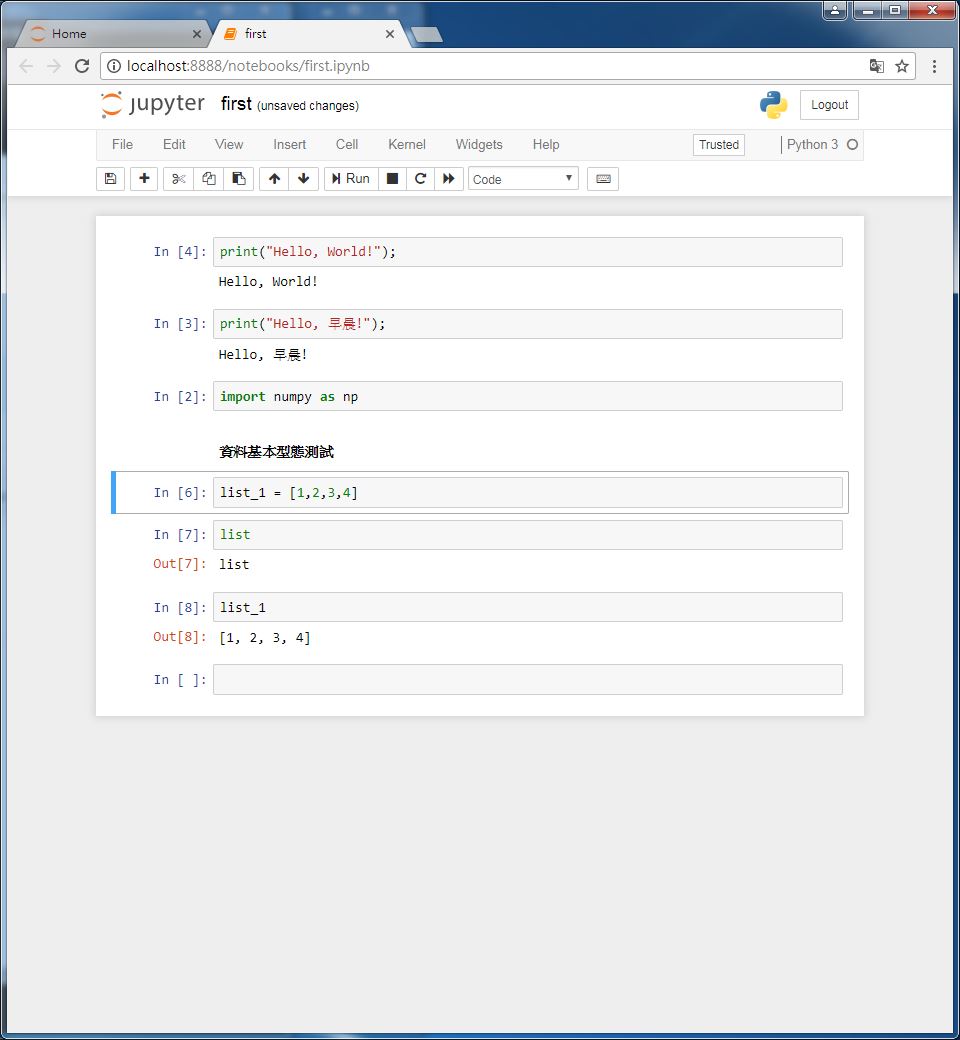 Home
first
localhost:8888/notebooks/first.ipynb
jupyter first (unsaved changes)
Logout
File Edit View Insert Cell Kernel Widgets Help Trusted Python 3
Run Code
In [4]: print("Hello, World!");
Hello, World!
In [3]: print("Hello, 早晨!");
Hello, 早晨!
In [2]: import numpy as np
資料基本型態測試
In [6]: list_1 = [1,2,3,4]
In [7]: list
Out[7]: list
In [8]: list_1
Out[8]: [1, 2, 3, 4]
In [ ]: